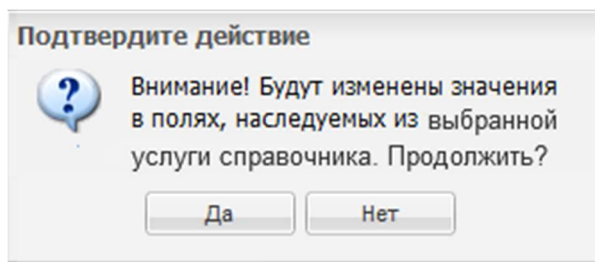 Подтвердите действие
Внимание! Будут изменены значения
в полях, наследуемых из выбранной
услуги справочника. Продолжить?
Да
Нет